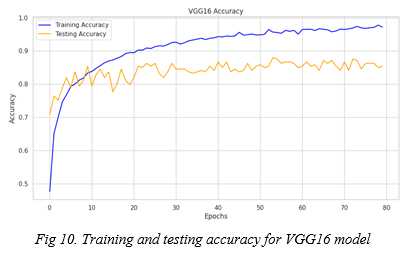 VGG16 Accuracy
1.0
Training Accuracy
Testing Accuracy
0.9
0.8
0.7
0.6
0.5
Accuracy
0 10 20 30 40 50 60 70 80
Epochs
Fig 10. Training and testing accuracy for VGG16 model